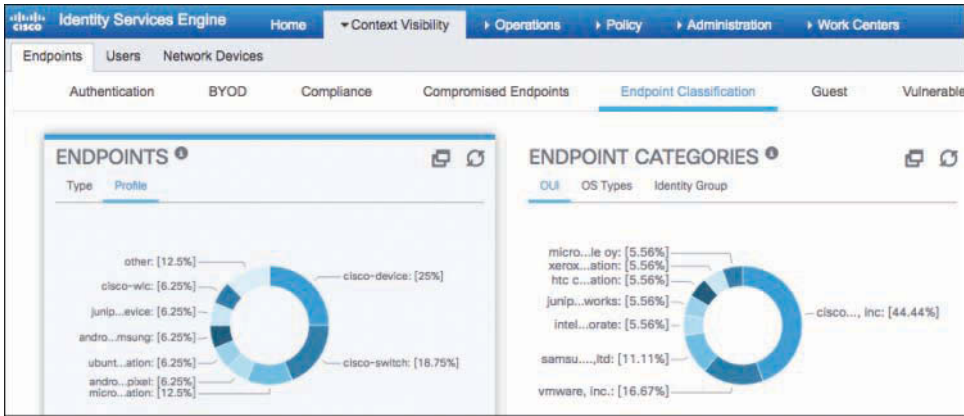 cisco Identity Services Engine Home Context Visibility Operations Policy Administration Work Centers
Endpoints Users Network Devices
Authentication BYOD Compliance Compromised Endpoints Endpoint Classification Guest Vulnerable
ENDPOINTS
Type Profile
other: [12.5%]
cisco-wlc: [6.25%]
junip...evice: [6.25%]
andro...msung: [6.25%]
ubunt...ation: [6.25%]
andro...pixel: [6.25%]
micro...ation: [12.5%]
cisco-device: [25%]
cisco-switch: [18.75%]
ENDPOINT CATEGORIES
OUI OS Types Identity Group
micro...le oy: [5.56%]
xerox...ation: [5.56%]
htc c...ation: [5.56%]
junip...works: [5.56%]
intel...orate: [5.56%]
samsu....,ltd: [11.11%]
vmware, inc.: [16.67%]
cisco..., inc: [44.44%]